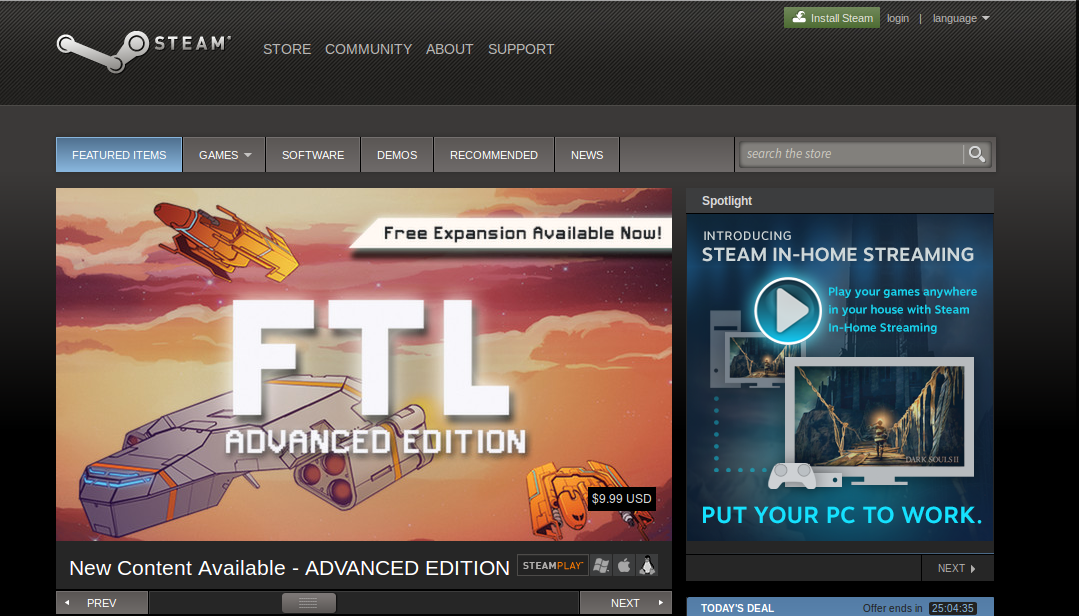 Install Steam login | language
STEAM™ STORE COMMUNITY ABOUT SUPPORT
FEATURED ITEMS GAMES SOFTWARE DEMOS RECOMMENDED NEWS search the store
Free Expansion Available Now!
FTL
ADVANCED EDITION
$9.99 USD
New Content Available - ADVANCED EDITION STEAMPLAY
PREV NEXT
Spotlight
INTRODUCING
STEAM IN-HOME STREAMING
Play your games anywhere
in your house with Steam
In-Home Streaming
DARK SOULS II
PUT YOUR PC TO WORK.
NEXT
TODAY'S DEAL Offer ends in 25:04:35